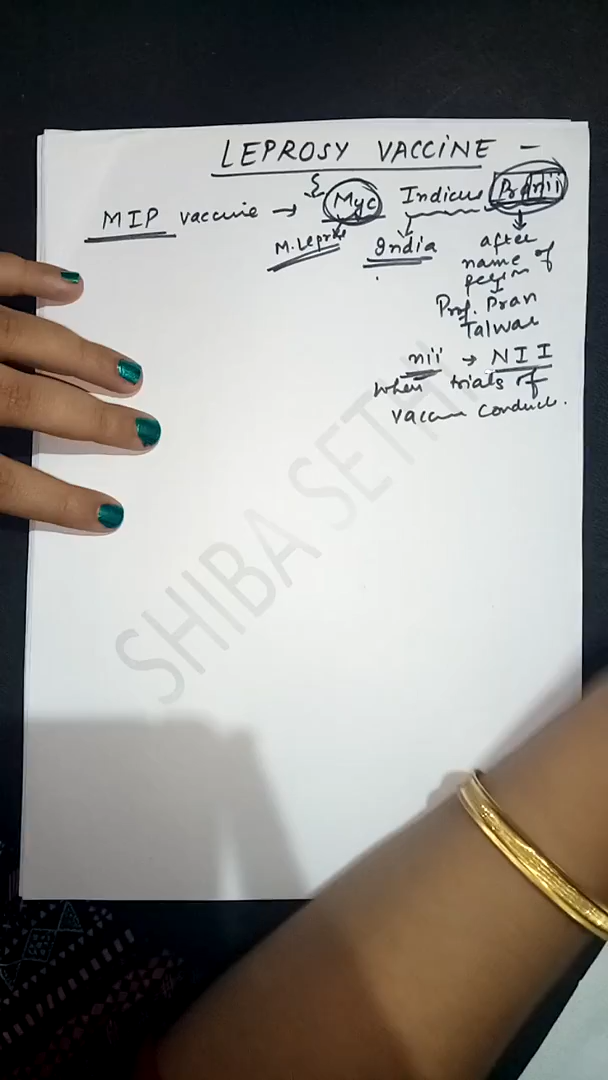 LEPROSY VACCINE -
MIP vaccine → Myc Indicus Pranii
M. Leprae India after
name of
person
Prof. Pran
Talwar
nii → NII
when trials of
vaccine conduct.
SHIBA SETHI